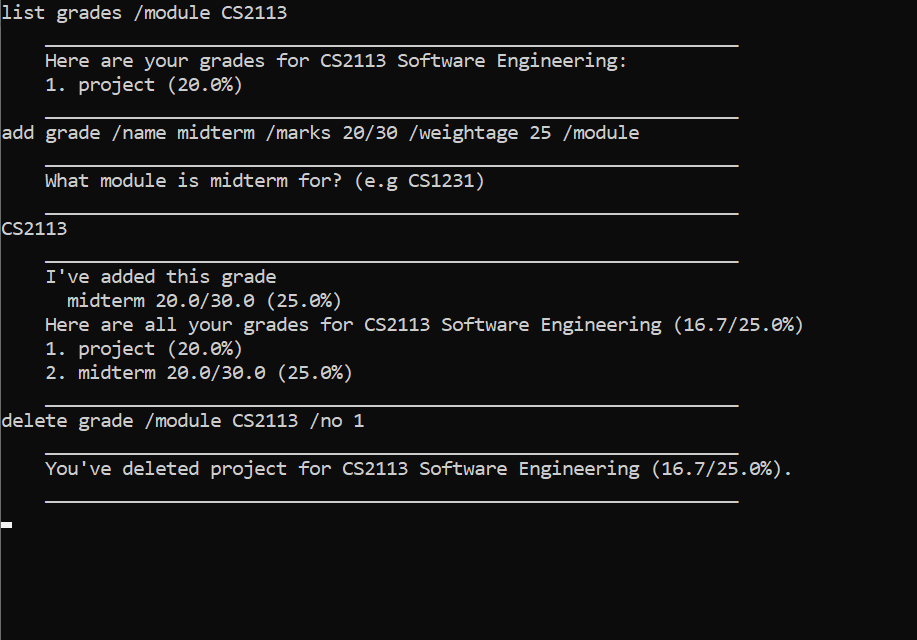 list grades /module CS2113
Here are your grades for CS2113 Software Engineering:
1. project (20.0%)
add grade /name midterm /marks 20/30 /weightage 25 /module
What module is midterm for? (e.g CS1231)
CS2113
I've added this grade
midterm 20.0/30.0 (25.0%)
Here are all your grades for CS2113 Software Engineering (16.7/25.0%)
1. project (20.0%)
2. midterm 20.0/30.0 (25.0%)
delete grade /module CS2113 /no 1
You've deleted project for CS2113 Software Engineering (16.7/25.0%).